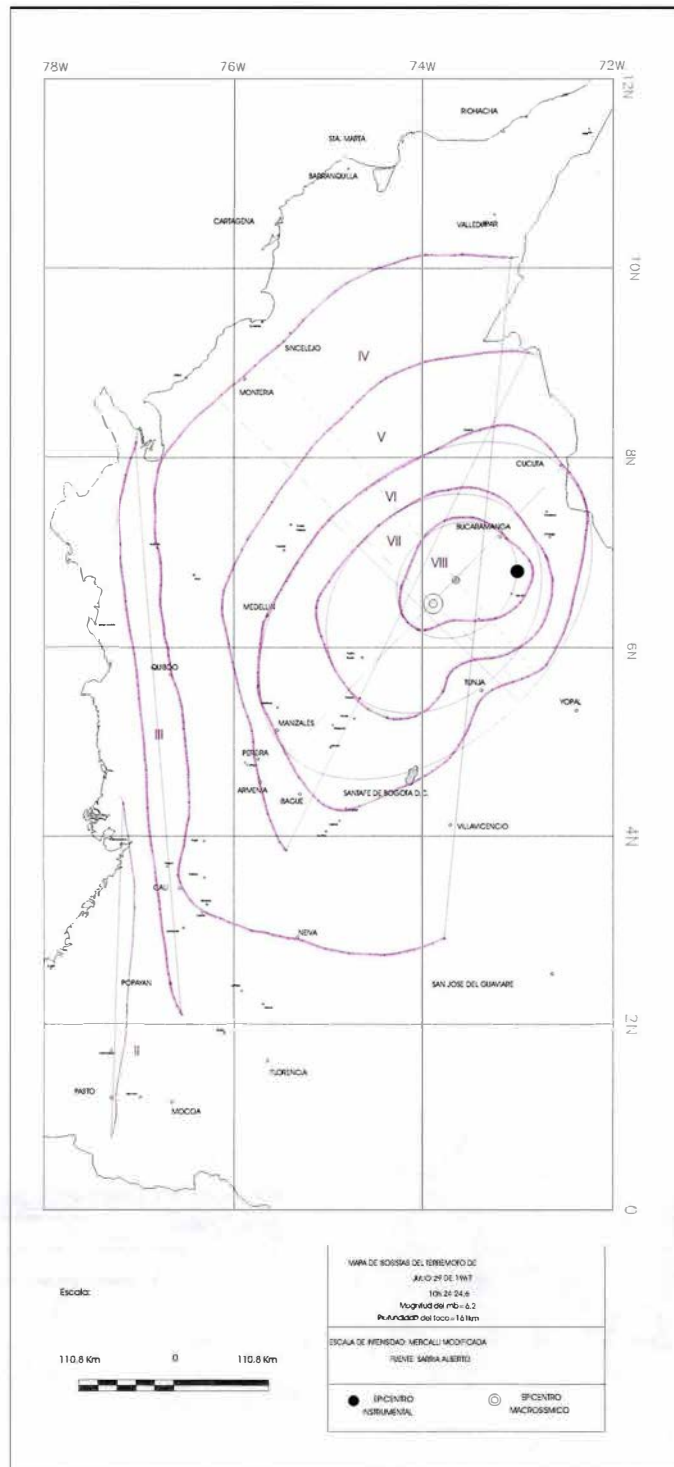 78W 76W 74W 72W
12N
RIOHACHA
STA. MARTA
BARRANQUILLA
CARTAGENA
VALLEDUPAR
10N
SINCELEJO
IV
MONTERIA
V
8N
CUCUTA
VI
BUCARAMANGA
VII
VIII
MEDELLIN
6N
QUIBDO
TUNJA
YOPAL
MANIZALES
III
PEREIRA
ARMENIA
IBAGUE
SANTAFE DE BOGOTA D.C.
VILLAVICENCIO
4N
CALI
NEIVA
POPAYAN
SAN JOSE DEL GUAVIARE
2N
II
FLORENCIA
PASTO
MOCOA
0
MAPA DE ISOSISTAS DEL TERREMOTO DE
JULIO 29 DE 1967
10h 24 24.6
Magnitud del mb=6.2
Profundidad del foco=161km
Escala:
ESCALA DE INTENSIDAD: MERCALLI MODIFICADA
FUENTE: SARRIA ALBERTO
110.8 Km 0 110.8 Km
EPICENTRO INSTRUMENTAL
EPICENTRO MACROSISMICO